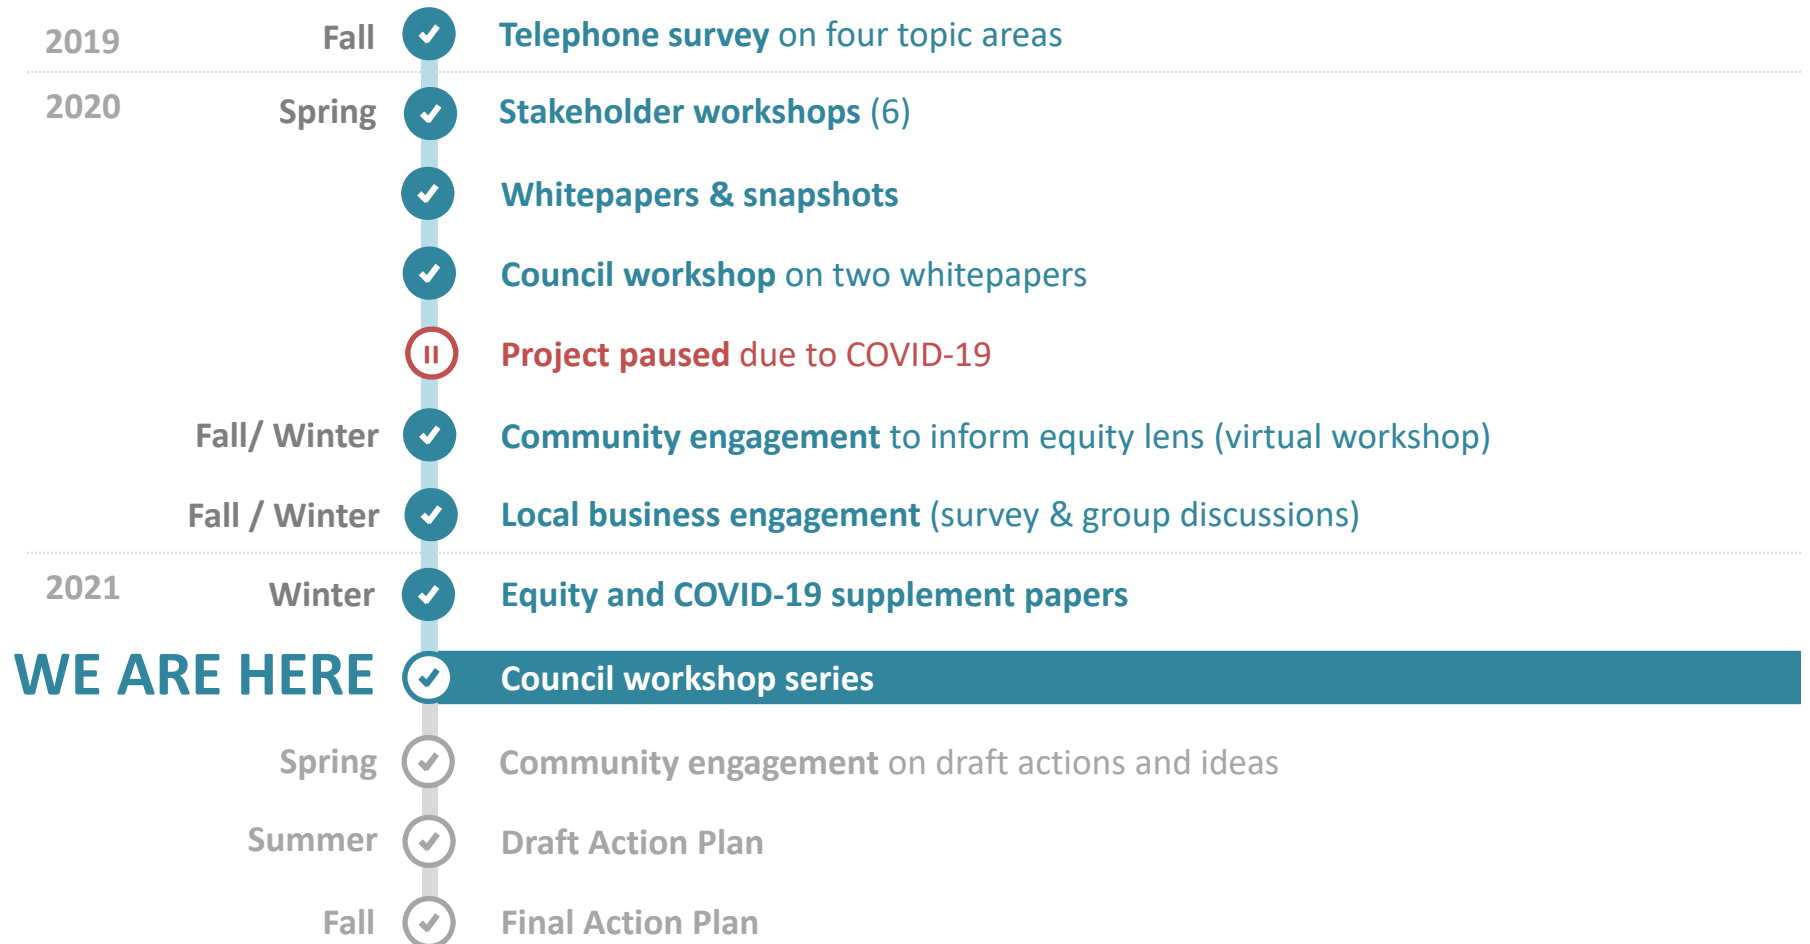 2019 Fall Telephone survey on four topic areas
2020 Spring Stakeholder workshops (6)
Whitepapers & snapshots
Council workshop on two whitepapers
Project paused due to COVID-19
Fall/ Winter Community engagement to inform equity lens (virtual workshop)
Fall / Winter Local business engagement (survey & group discussions)
2021 Winter Equity and COVID-19 supplement papers
WE ARE HERE Council workshop series
Spring Community engagement on draft actions and ideas
Summer Draft Action Plan
Fall Final Action Plan